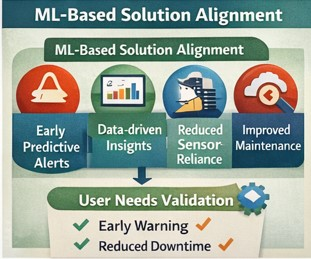 ML-Based Solution Alignment
ML-Based Solution Alignment
Early
Predictive
Alerts
Data-driven
Insights
Reduced
Sensor-
Reliance
Improved
Maintenance
User Needs Validation
Early Warning
Reduced Downtime